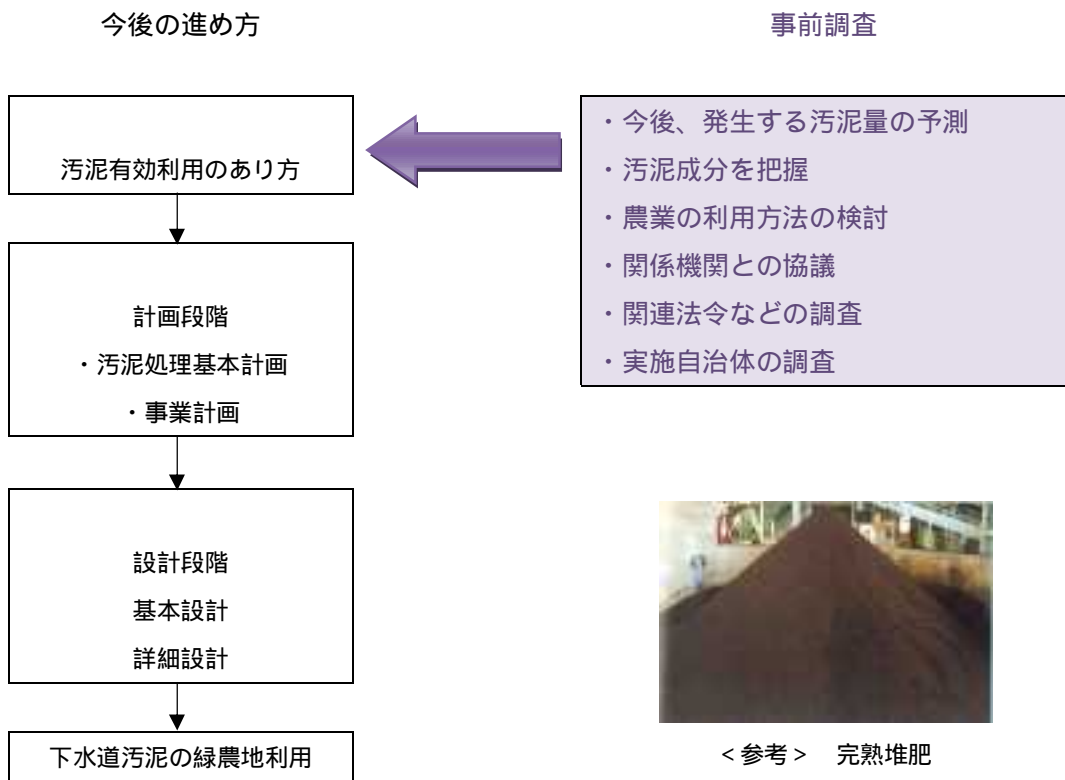 今後の進め方
汚泥有効利用のあり方
計画段階
・汚泥処理基本計画
・事業計画
設計段階
基本設計
詳細設計
下水道汚泥の緑農地利用
事前調査
・今後、発生する汚泥量の予測
・汚泥成分を把握
・農業の利用方法の検討
・関係機関との協議
・関連法令などの調査
・実施自治体の調査
<参考>　完熟堆肥